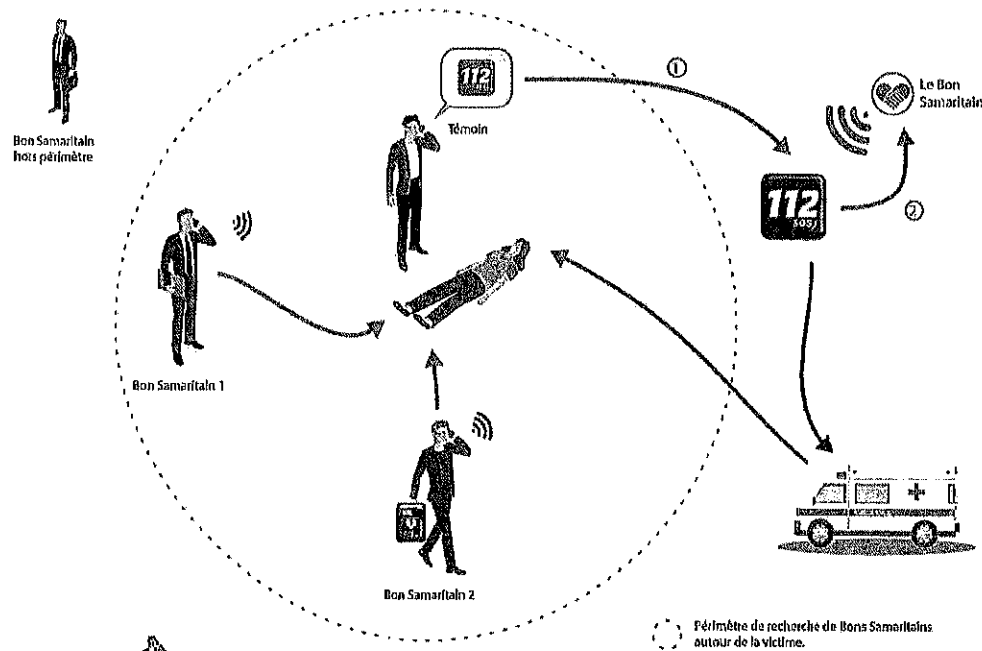 Bon Samaritain
hors périmètre
112
Témoin
①
Le Bon
Samaritain
112
SOS
②
Bon Samaritain 1
Bon Samaritain 2
Périmètre de recherche de Bons Samaritains
autour de la victime.